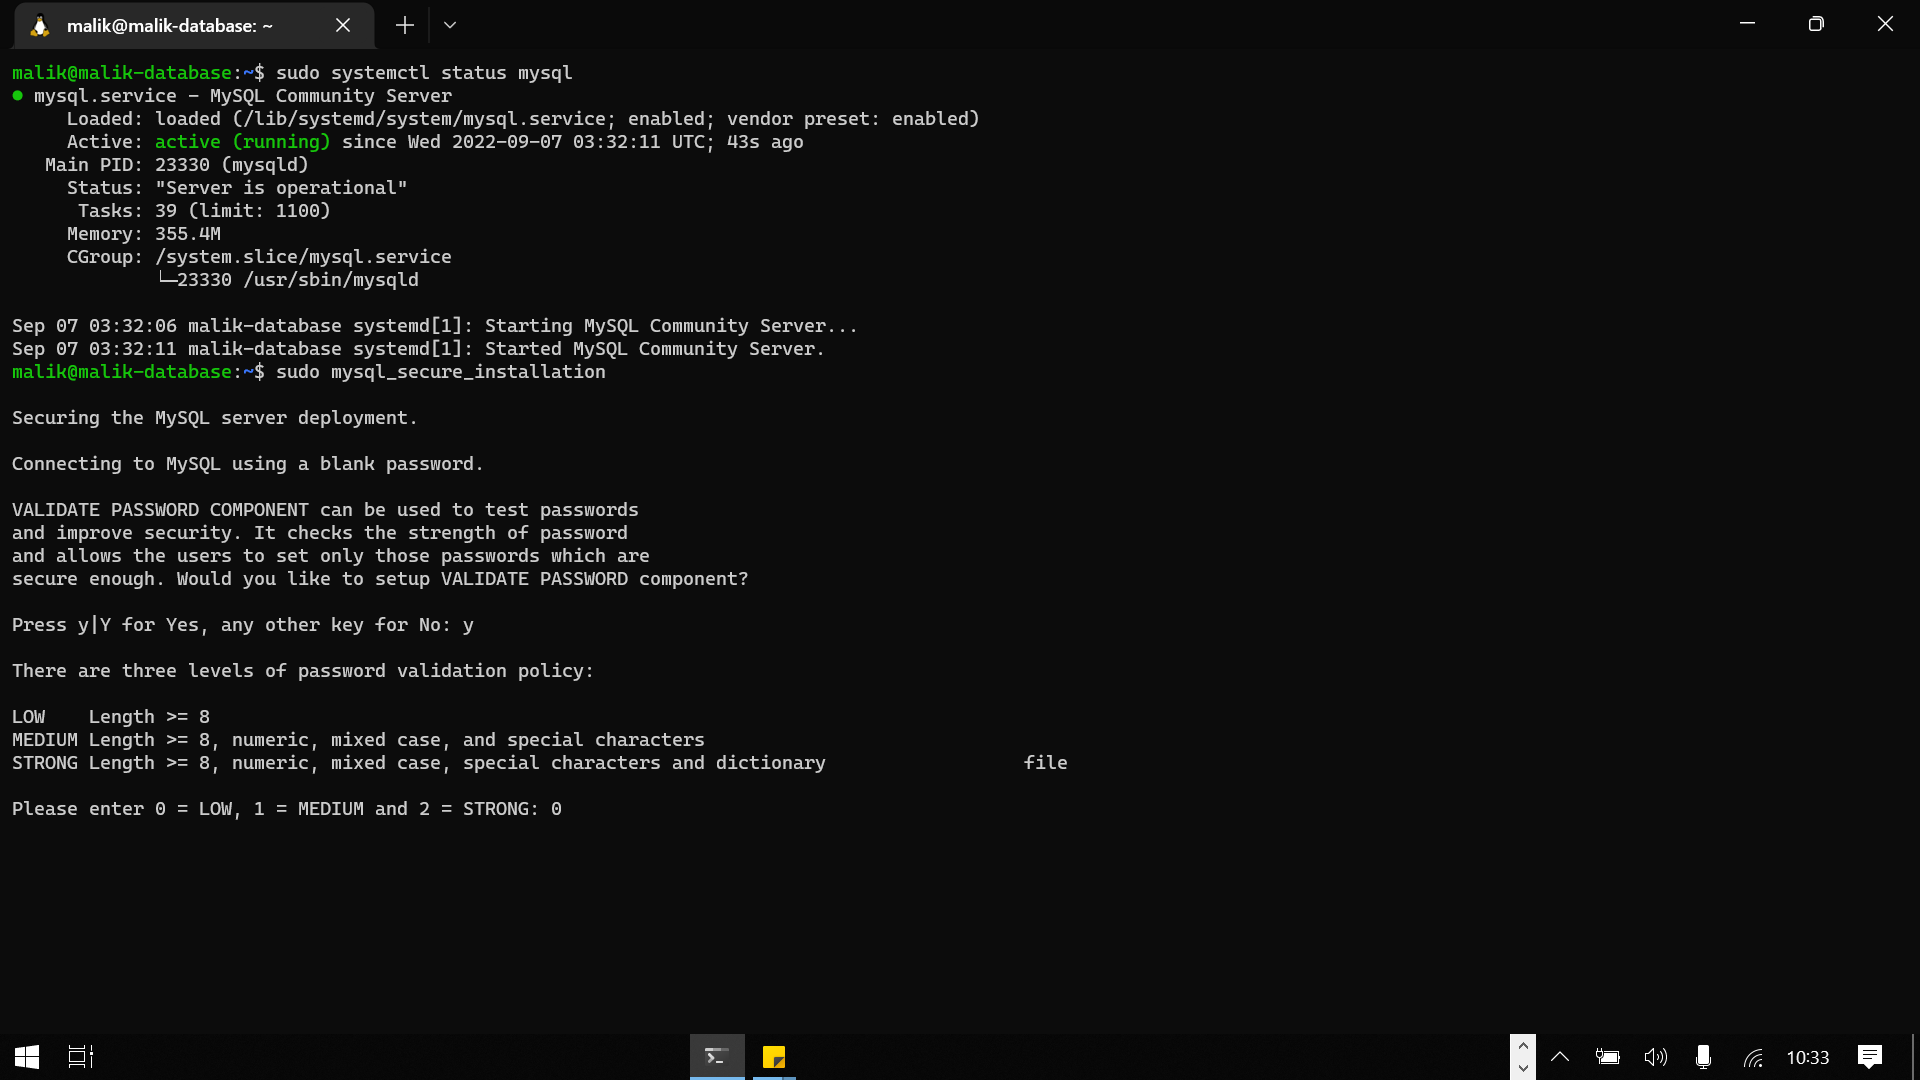 malik@malik-database: ~
malik@malik-database:~$ sudo systemctl status mysql
● mysql.service - MySQL Community Server
     Loaded: loaded (/lib/systemd/system/mysql.service; enabled; vendor preset: enabled)
     Active: active (running) since Wed 2022-09-07 03:32:11 UTC; 43s ago
   Main PID: 23330 (mysqld)
     Status: "Server is operational"
      Tasks: 39 (limit: 1100)
     Memory: 355.4M
     CGroup: /system.slice/mysql.service
             └─23330 /usr/sbin/mysqld
Sep 07 03:32:06 malik-database systemd[1]: Starting MySQL Community Server...
Sep 07 03:32:11 malik-database systemd[1]: Started MySQL Community Server.
malik@malik-database:~$ sudo mysql_secure_installation
Securing the MySQL server deployment.
Connecting to MySQL using a blank password.
VALIDATE PASSWORD COMPONENT can be used to test passwords
and improve security. It checks the strength of password
and allows the users to set only those passwords which are
secure enough. Would you like to setup VALIDATE PASSWORD component?
Press y|Y for Yes, any other key for No: y
There are three levels of password validation policy:
LOW    Length >= 8
MEDIUM Length >= 8, numeric, mixed case, and special characters
STRONG Length >= 8, numeric, mixed case, special characters and dictionary                  file
Please enter 0 = LOW, 1 = MEDIUM and 2 = STRONG: 0
10:33